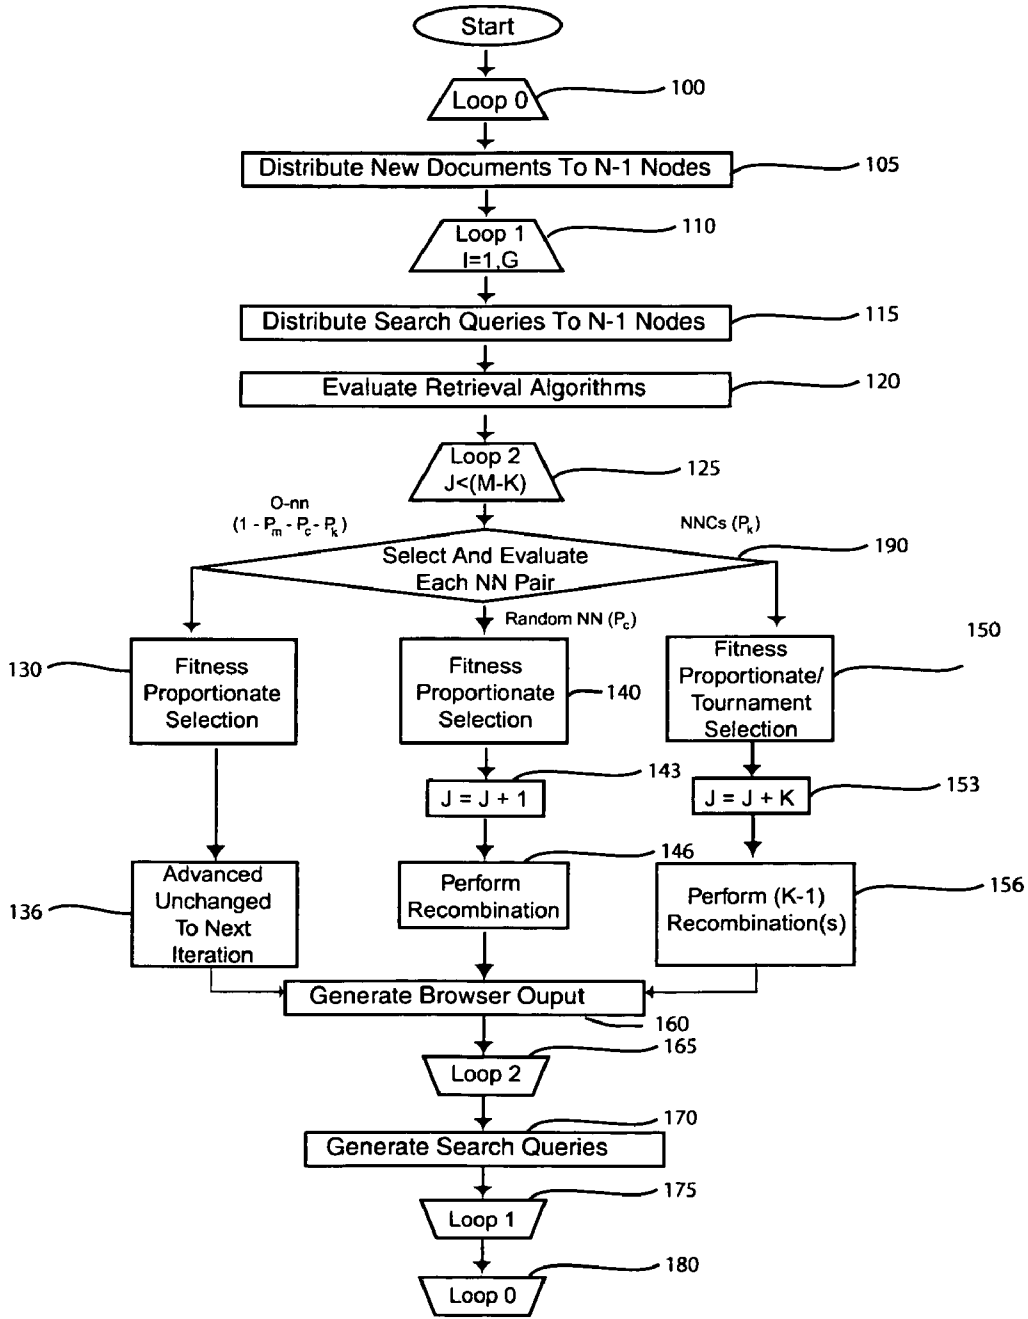 Start
Loop 0
100
Distribute New Documents To N-1 Nodes
105
Loop 1
I=1,G
110
Distribute Search Queries To N-1 Nodes
115
Evaluate Retrieval Algorithms
120
Loop 2
J<(M-K)
125
O-nn
(1 - Pm - Pc - Pk)
NNCs (Pk)
Select And Evaluate
Each NN Pair
190
Random NN (Pc)
130
Fitness
Proportionate
Selection
Fitness
Proportionate
Selection
140
Fitness
Proportionate/
Tournament
Selection
150
J = J + 1
143
J = J + K
153
136
Advanced
Unchanged
To Next
Iteration
Perform
Recombination
146
Perform (K-1)
Recombination(s)
156
Generate Browser Ouput
160
Loop 2
165
Generate Search Queries
170
Loop 1
175
Loop 0
180